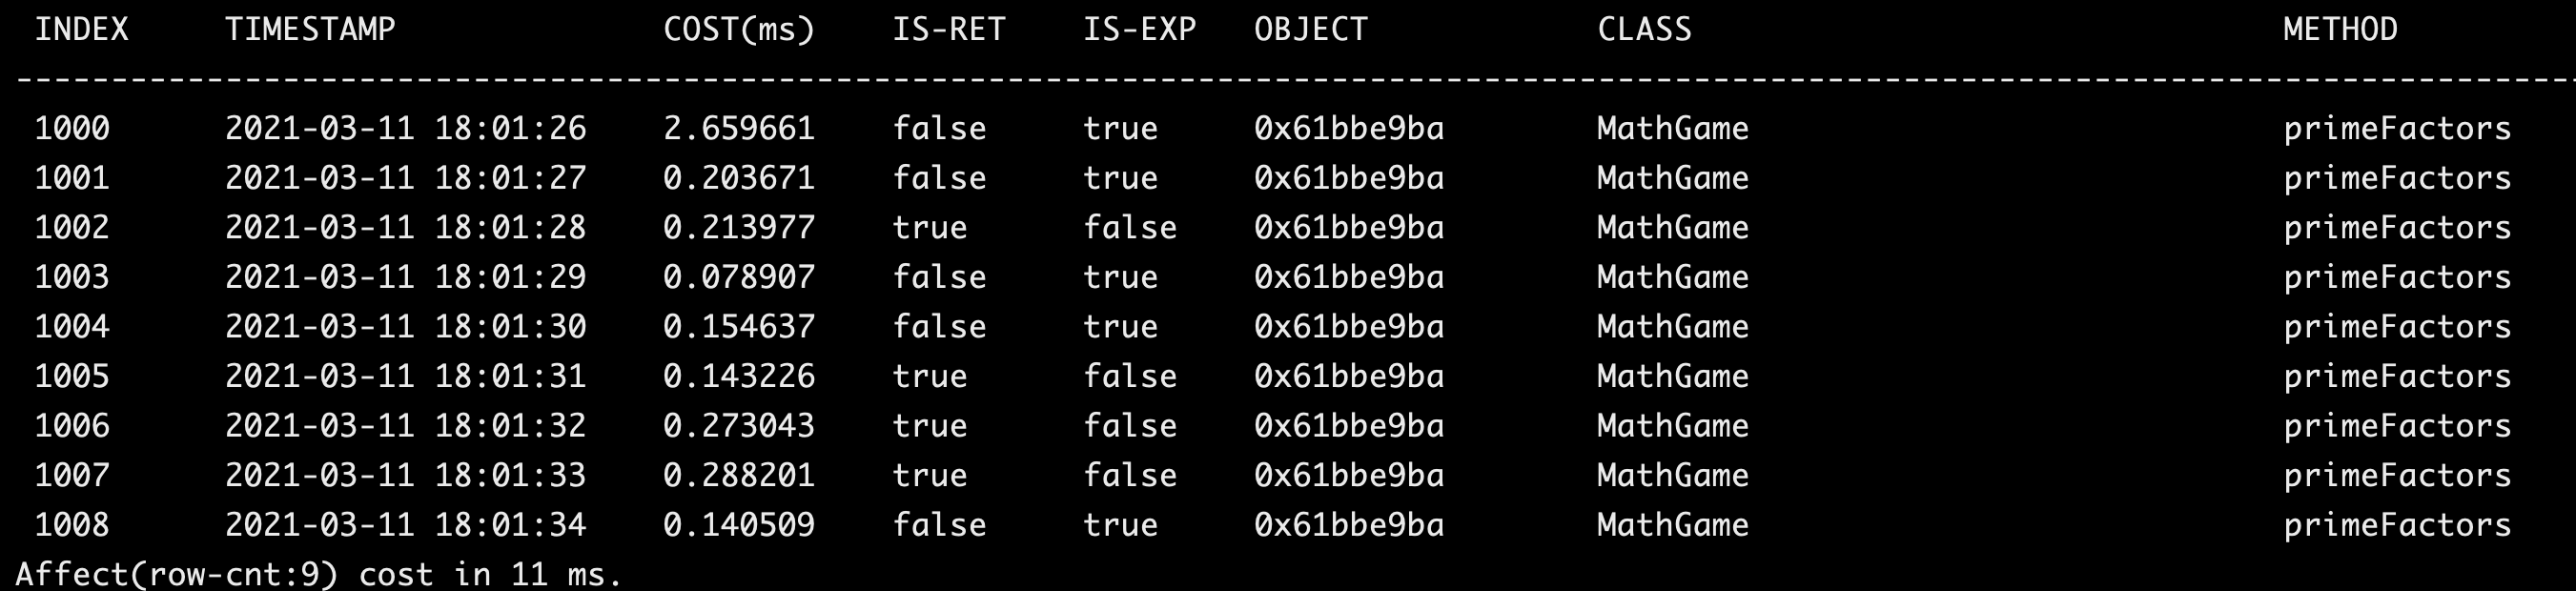 INDEX TIMESTAMP COST(ms) IS-RET IS-EXP OBJECT CLASS METHOD
------------------------------------------------------------------------------------------------------------------------------------
1000 2021-03-11 18:01:26 2.659661 false true 0x61bbe9ba MathGame primeFactors
1001 2021-03-11 18:01:27 0.203671 false true 0x61bbe9ba MathGame primeFactors
1002 2021-03-11 18:01:28 0.213977 true false 0x61bbe9ba MathGame primeFactors
1003 2021-03-11 18:01:29 0.078907 false true 0x61bbe9ba MathGame primeFactors
1004 2021-03-11 18:01:30 0.154637 false true 0x61bbe9ba MathGame primeFactors
1005 2021-03-11 18:01:31 0.143226 true false 0x61bbe9ba MathGame primeFactors
1006 2021-03-11 18:01:32 0.273043 true false 0x61bbe9ba MathGame primeFactors
1007 2021-03-11 18:01:33 0.288201 true false 0x61bbe9ba MathGame primeFactors
1008 2021-03-11 18:01:34 0.140509 false true 0x61bbe9ba MathGame primeFactors
Affect(row-cnt:9) cost in 11 ms.